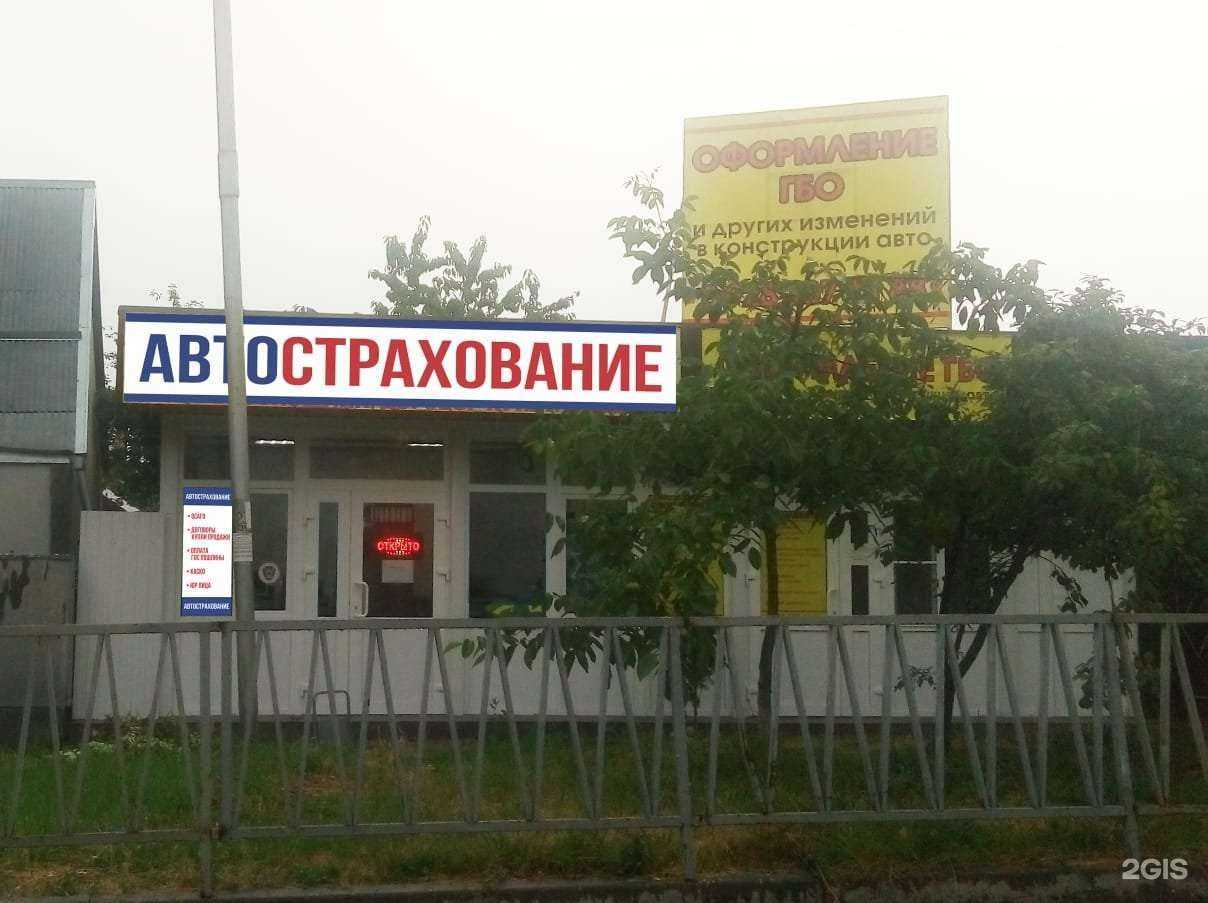 ОФОРМЛЕНИЕ
ГБО
и других изменений
в конструкции авто
АВТОСТРАХОВАНИЕ
АВТОСТРАХОВАНИЕ
• ОСАГО
• ДОГОВОРЫ
КУПЛИ ПРОДАЖИ
• ОПЛАТА
ГОС ПОШЛИНЫ
• КАСКО
• ЮР ЛИЦА
АВТОСТРАХОВАНИЕ
ОТКРЫТО
2GIS